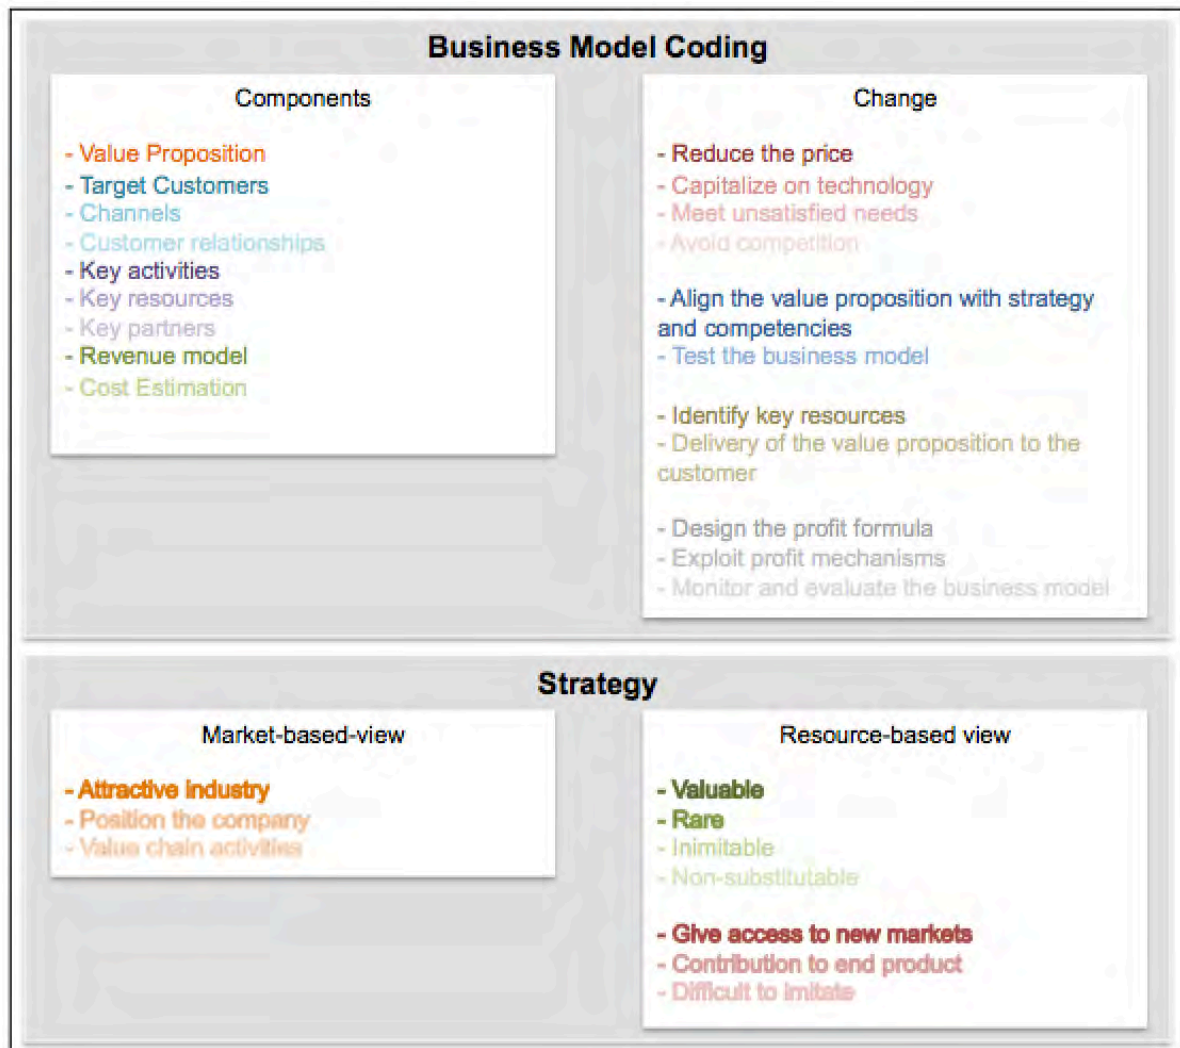 Business Model Coding
Components
- Value Proposition
- Target Customers
- Channels
- Customer relationships
- Key activities
- Key resources
- Key partners
- Revenue model
- Cost Estimation
Change
- Reduce the price
- Capitalize on technology
- Meet unsatisfied needs
- Avoid competition
- Align the value proposition with strategy
and competencies
- Test the business model
- Identify key resources
- Delivery of the value proposition to the
customer
- Design the profit formula
- Exploit profit mechanisms
- Monitor and evaluate the business model
Strategy
Market-based-view
- Attractive industry
- Position the company
- Value chain activities
Resource-based view
- Valuable
- Rare
- Inimitable
- Non-substitutable
- Give access to new markets
- Contribution to end product
- Difficult to imitate